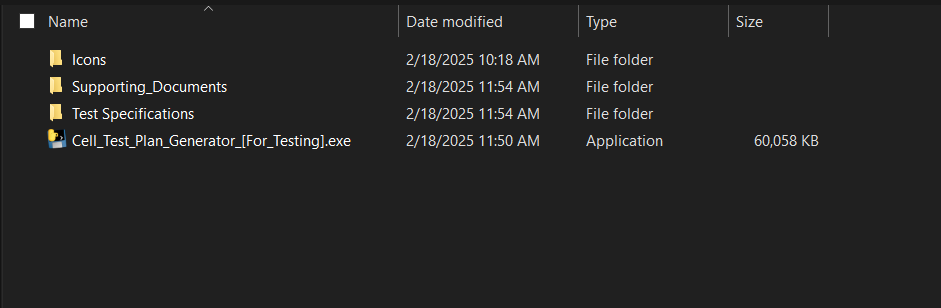 Name Date modified Type Size
Icons 2/18/2025 10:18 AM File folder
Supporting_Documents 2/18/2025 11:54 AM File folder
Test Specifications 2/18/2025 11:54 AM File folder
Cell_Test_Plan_Generator_[For_Testing].exe 2/18/2025 11:50 AM Application 60,058 KB